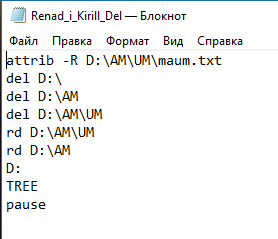 Renad_i_Kirill_Del — Блокнот
Файл Правка Формат Вид Справка
attrib -R D:\AM\UM\maum.txt
del D:\
del D:\AM
del D:\AM\UM
rd D:\AM\UM
rd D:\AM
D:
TREE
pause